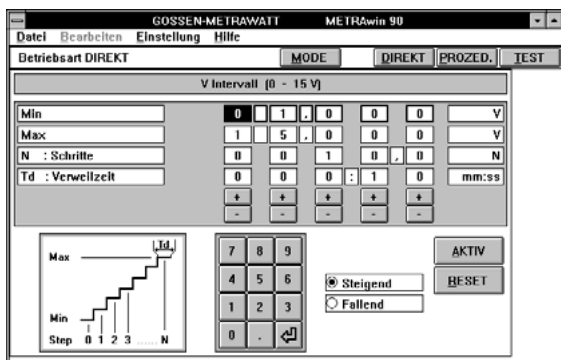 GOSSEN-METRAWATT METRAwin 90
Datei Bearbeiten Einstellung Hilfe
Betriebsart DIREKT MODE DIREKT PROZED. TEST
V Intervall (0 - 15 V)
Min 0 1 . 0 0 0 V
Max 1 5 . 0 0 0 V
N : Schritte 0 0 1 0 . 0 N
Td : Verweilzeit 0 0 0 : 1 0 mm:ss
+ + + + +
- - - - -
Max Td
Min
Step 0 1 2 3 ...... N
7 8 9
4 5 6
1 2 3
0 .
Steigend
Fallend
AKTIV
RESET